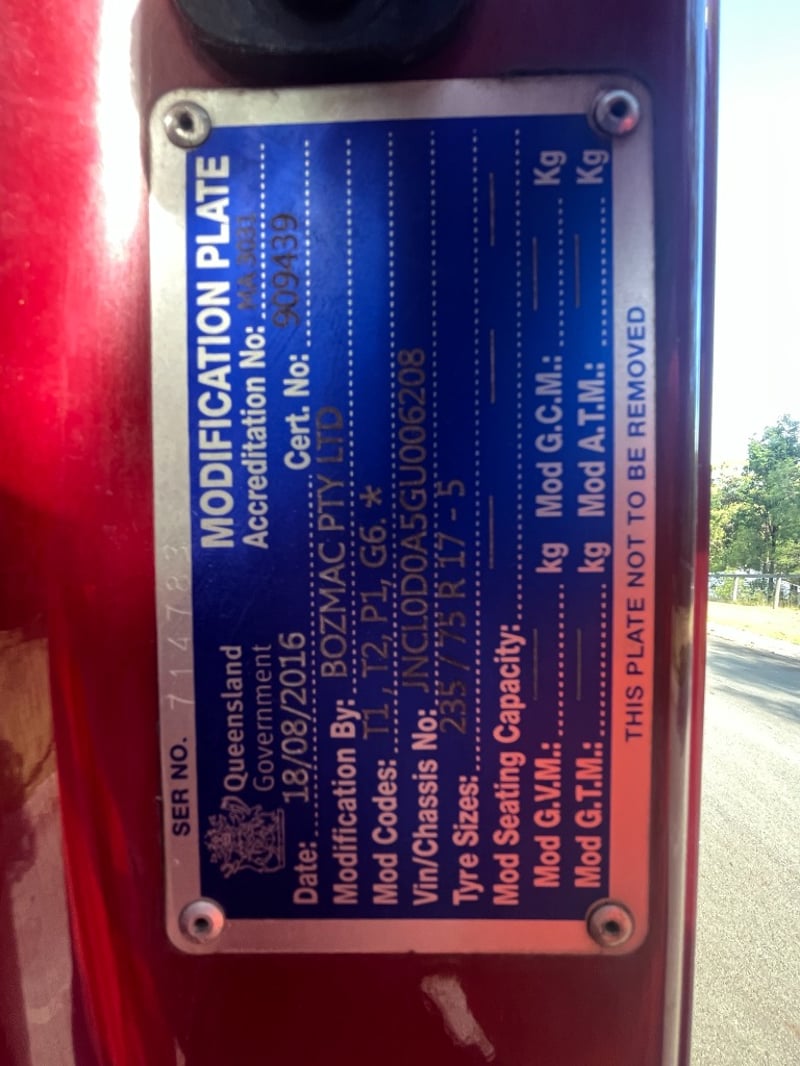 SER NO. 714783
Queensland
Government
MODIFICATION PLATE
Accreditation No: MA 3031
Date: 18/08/2016 Cert. No: 909439
Modification By: BOZMAC PTY LTD
Mod Codes: T1, T2, P1, G6. *
Vin/Chassis No: JNCL0D0A5GU006208
Tyre Sizes: 235 / 75 R 17 - 5
Mod Seating Capacity:
Mod G.V.M.: kg Mod G.C.M.: Kg
Mod G.T.M.: kg Mod A.T.M.: Kg
THIS PLATE NOT TO BE REMOVED